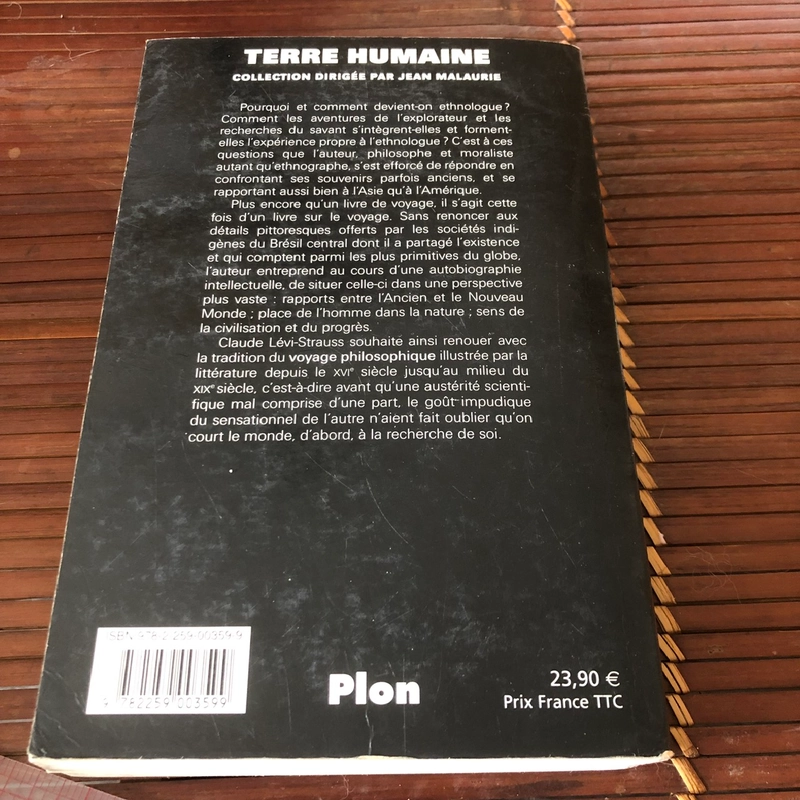 TERRE HUMAINE
COLLECTION DIRIGÉE PAR JEAN MALAURIE
Pourquoi et comment devient-on ethnologue ?
Comment les aventures de l'explorateur et les
recherches du savant s'intègrent-elles et forment-
elles l'expérience propre à l'ethnologue ? C'est à ces
questions que l'auteur, philosophe et moraliste
autant qu'ethnographe, s'est efforcé de répondre en
confrontant ses souvenirs parfois anciens, et se
rapportant aussi bien à l'Asie qu'à l'Amérique.
Plus encore qu'un livre de voyage, il s'agit cette
fois d'un livre sur le voyage. Sans renoncer aux
détails pittoresques offerts par les sociétés indi-
gènes du Brésil central dont il a partagé l'existence
et qui comptent parmi les plus primitives du globe,
l'auteur entreprend au cours d'une autobiographie
intellectuelle, de situer celle-ci dans une perspective
plus vaste : rapports entre l'Ancien et le Nouveau
Monde ; place de l'homme dans la nature ; sens de
la civilisation et du progrès.
Claude Lévi-Strauss souhaite ainsi renouer avec
la tradition du voyage philosophique illustrée par la
littérature depuis le XVIe siècle jusqu'au milieu du
XIXe siècle, c'est-à-dire avant qu'une austérité scienti-
fique mal comprise d'une part, le goût impudique
du sensationnel de l'autre n'aient fait oublier qu'on
court le monde, d'abord, à la recherche de soi.
ISBN 978-2-259-00359-9
9 782259 003599
Plon
23,90 €
Prix France TTC